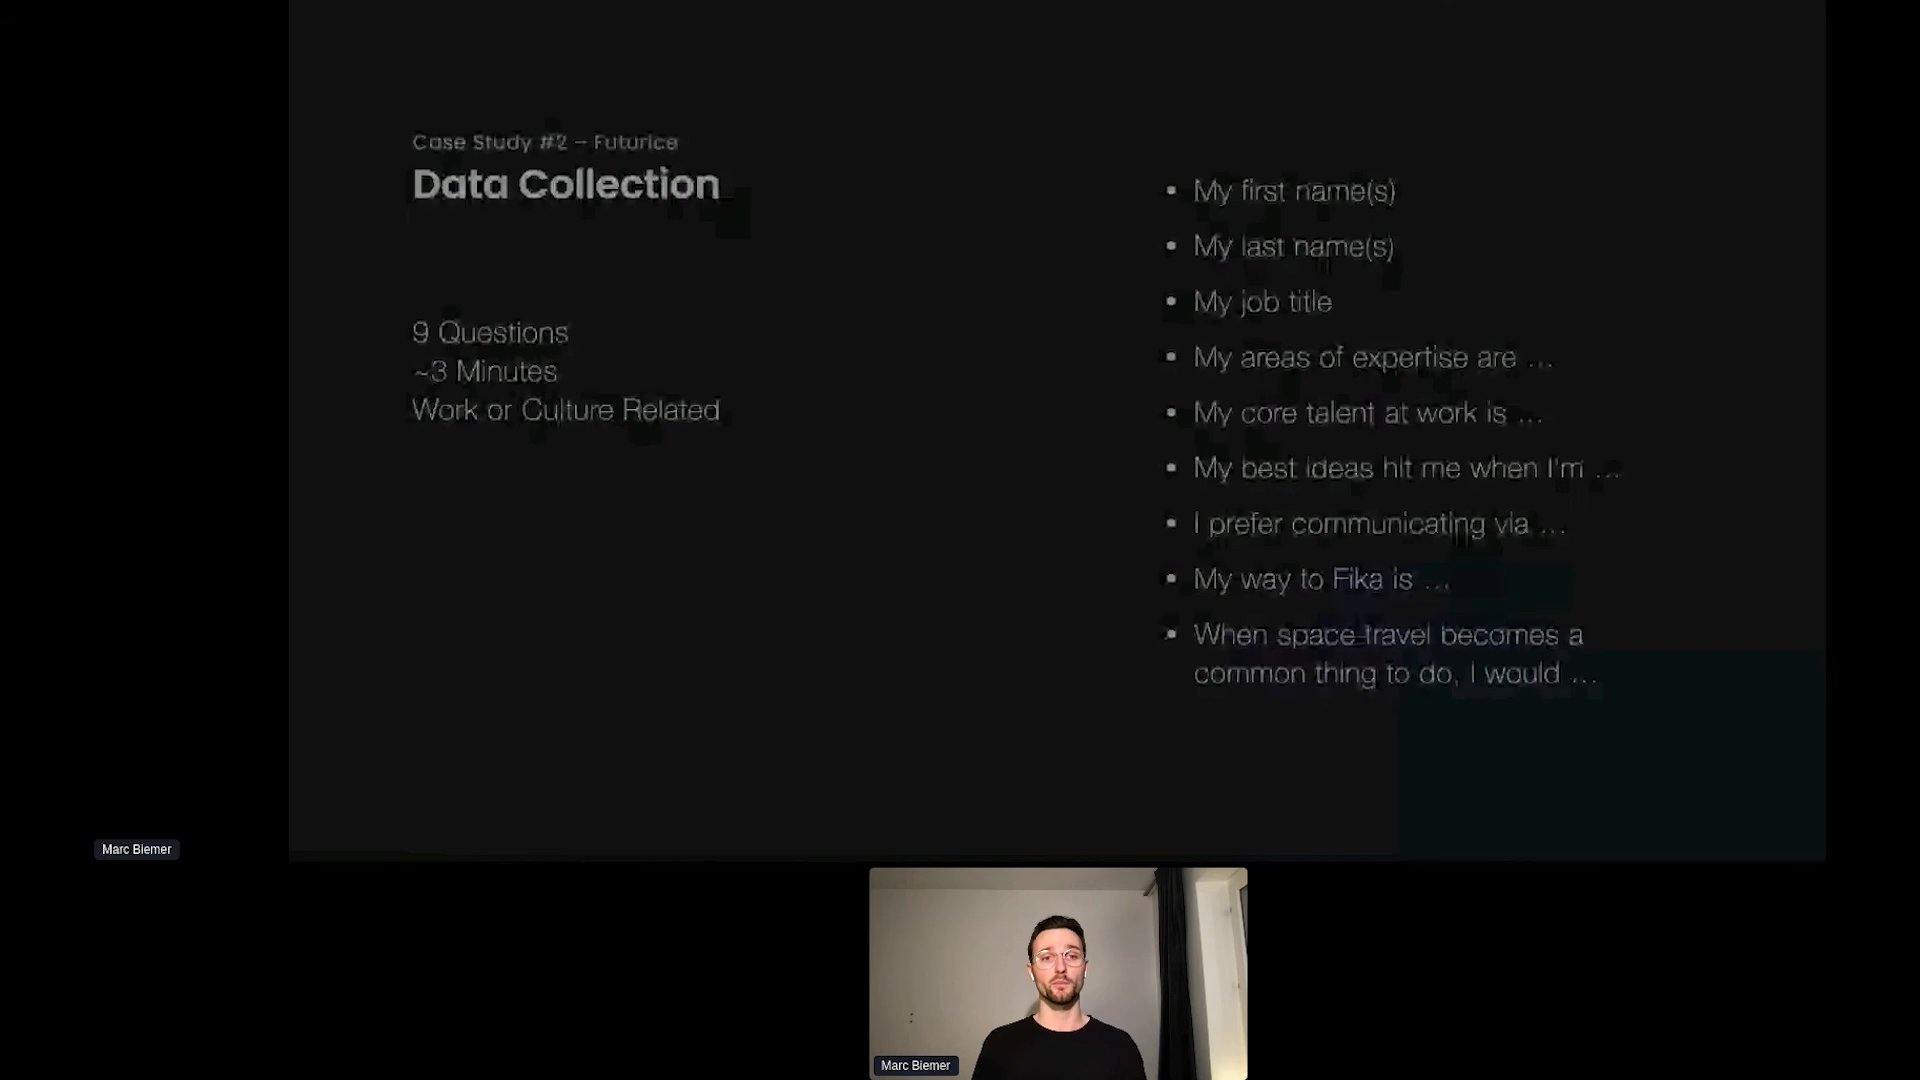 Case Study #2 – Futurice
Data Collection
9 Questions
~3 Minutes
Work or Culture Related
• My first name(s)
• My last name(s)
• My job title
• My areas of expertise are …
• My core talent at work is …
• My best ideas hit me when I'm …
• I prefer communicating via …
• My way to Fika is …
• When space travel becomes a
common thing to do, I would …
Marc Biemer
Marc Biemer